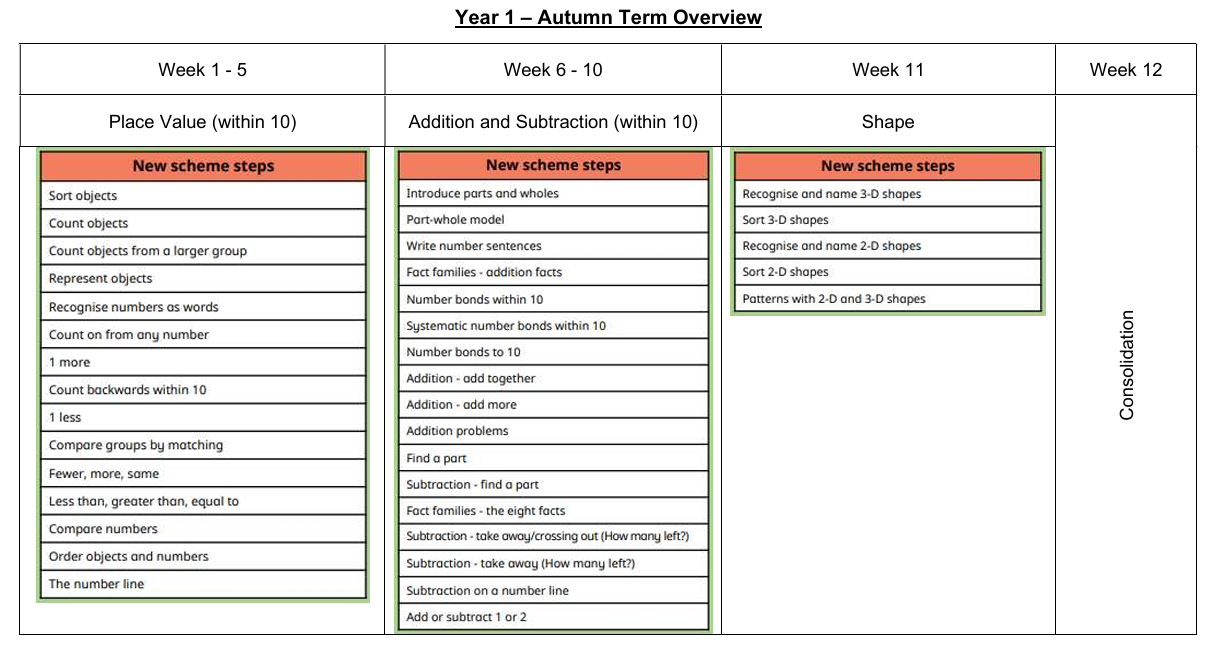 Year 1 – Autumn Term Overview
Week 1 - 5
Week 6 - 10
Week 11
Week 12
Place Value (within 10)
Addition and Subtraction (within 10)
Shape
New scheme steps
Sort objects
Count objects
Count objects from a larger group
Represent objects
Recognise numbers as words
Count on from any number
1 more
Count backwards within 10
1 less
Compare groups by matching
Fewer, more, same
Less than, greater than, equal to
Compare numbers
Order objects and numbers
The number line
New scheme steps
Introduce parts and wholes
Part-whole model
Write number sentences
Fact families - addition facts
Number bonds within 10
Systematic number bonds within 10
Number bonds to 10
Addition - add together
Addition - add more
Addition problems
Find a part
Subtraction - find a part
Fact families - the eight facts
Subtraction - take away/crossing out (How many left?)
Subtraction - take away (How many left?)
Subtraction on a number line
Add or subtract 1 or 2
New scheme steps
Recognise and name 3-D shapes
Sort 3-D shapes
Recognise and name 2-D shapes
Sort 2-D shapes
Patterns with 2-D and 3-D shapes
Consolidation